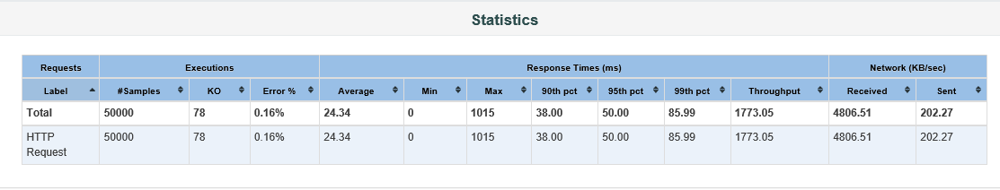 Statistics
Requests Executions Response Times (ms) Network (KB/sec)
Label #Samples KO Error % Average Min Max 90th pct 95th pct 99th pct Throughput Received Sent
Total 50000 78 0.16% 24.34 0 1015 38.00 50.00 85.99 1773.05 4806.51 202.27
HTTP 50000 78 0.16% 24.34 0 1015 38.00 50.00 85.99 1773.05 4806.51 202.27
Request